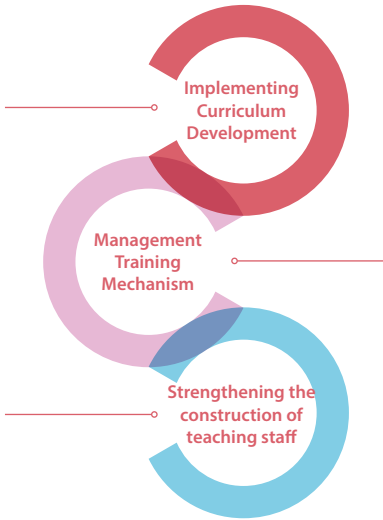 Implementing
Curriculum
Development
Management
Training
Mechanism
Strengthening the
construction of
teaching staff